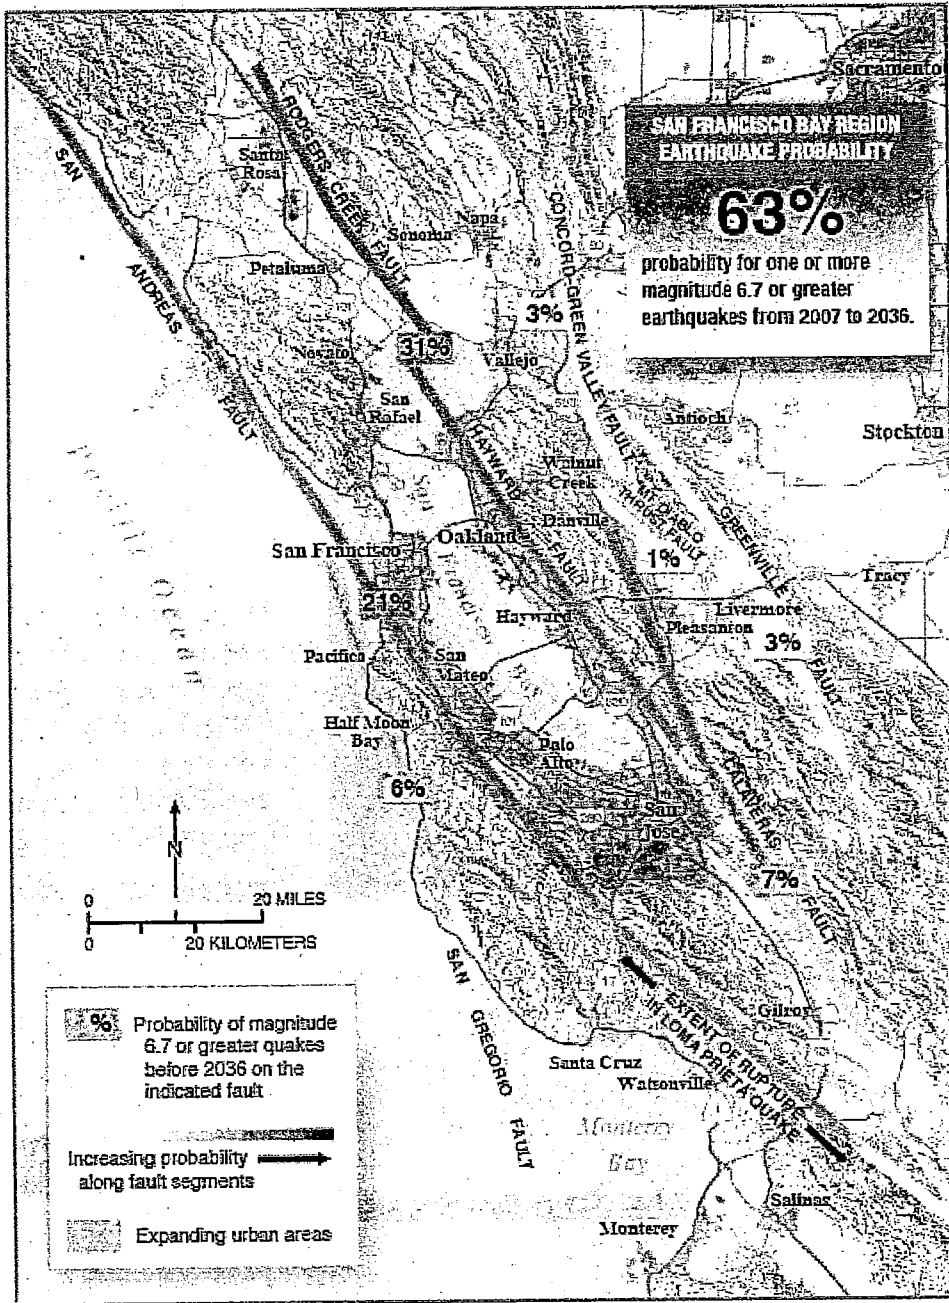 Sacramento
SAN FRANCISCO BAY REGION
EARTHQUAKE PROBABILITY
63%
probability for one or more
magnitude 6.7 or greater
earthquakes from 2007 to 2036.
SAN ANDREAS FAULT
RODGERS CREEK FAULT
CONCORD-GREEN VALLEY FAULT
Santa
Rosa
Napa
Sonoma
Petaluma
3%
31%
Novato
Vallejo
San
Rafael
Antioch
Stockton
HAYWARD FAULT
Walnut
Creek
MT. DIABLO
THRUST FAULT
GREENVILLE FAULT
Danville
Oakland
San Francisco
San Francisco Bay
Pacific Ocean
1%
Tracy
21%
Hayward
Livermore
Pleasanton
3%
Pacifica
San
Mateo
Half Moon
Bay
Palo
Alto
6%
CALAVERAS FAULT
San
Jose
7%
N
0 20 MILES
0 20 KILOMETERS
SAN GREGORIO FAULT
EXTENT OF RUPTURE
IN LOMA PRIETA QUAKE
Gilroy
Santa Cruz
Watsonville
Monterey
Bay
Salinas
Monterey
% Probability of magnitude
6.7 or greater quakes
before 2036 on the
indicated fault
Increasing probability
along fault segments
Expanding urban areas